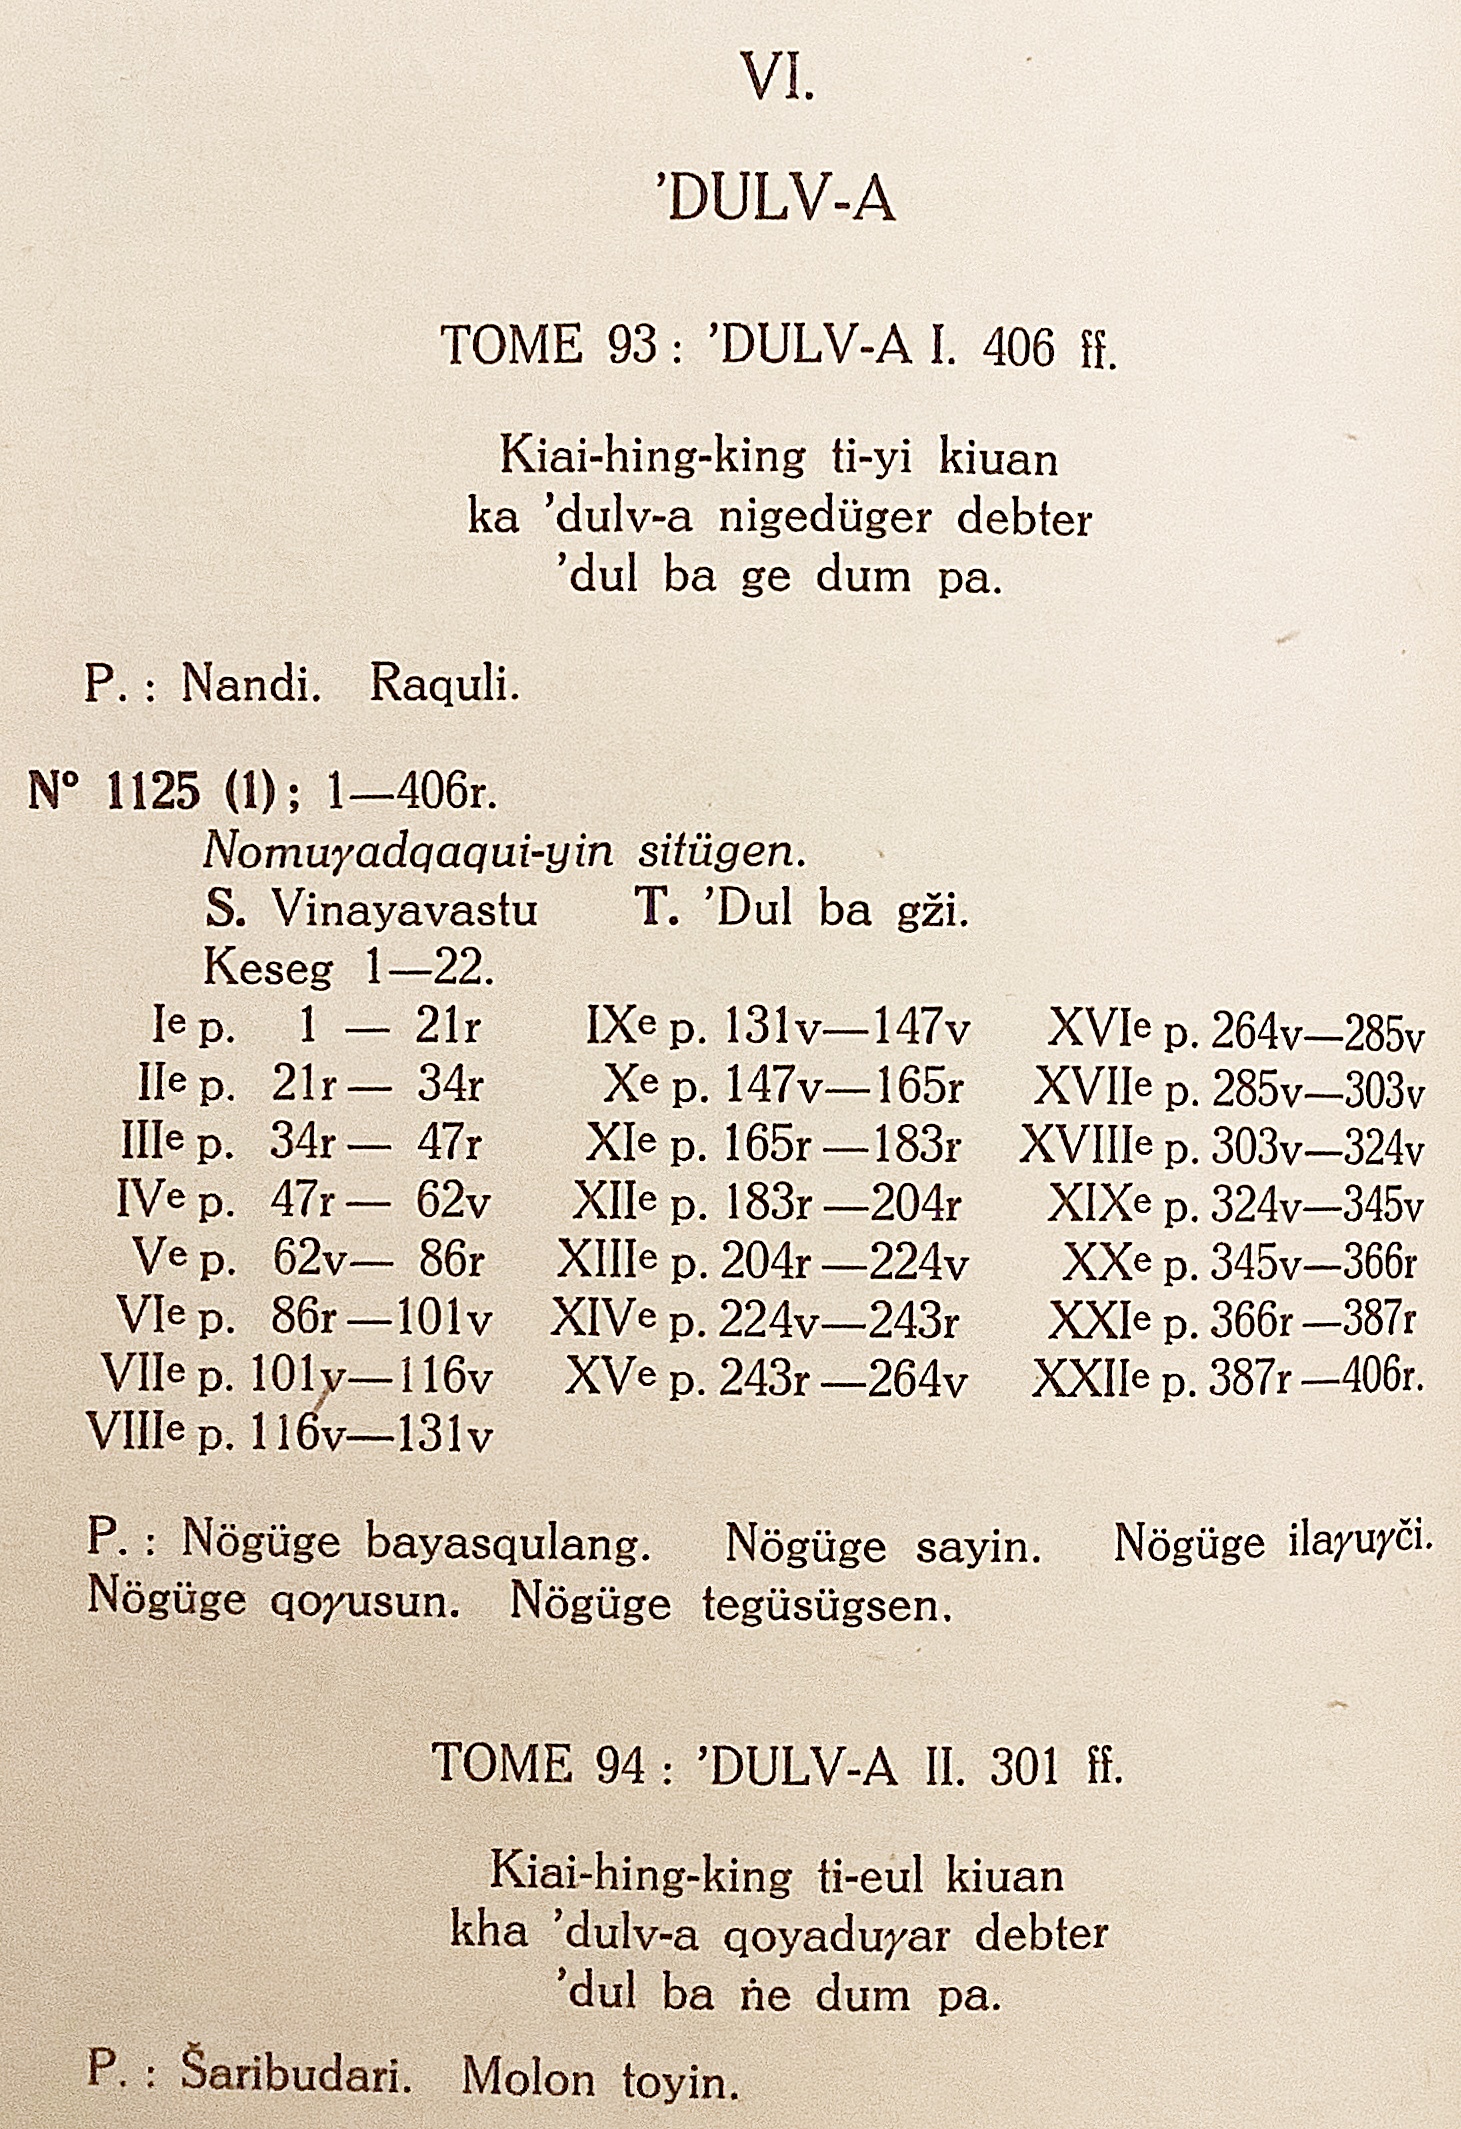 VI.
’DULV-A
TOME 93 : ’DULV-A I. 406 ff.
Kiai-hing-king ti-yi kiuan
ka ’dulv-a nigedüger debter
’dul ba ge dum pa.
P. : Nandi. Raquli.
Nº 1125 (1) ; 1—406r.
Nomuγadqaqui-yin sitügen.
S. Vinayavastu T. ’Dul ba gži.
Keseg 1—22.
Ie p. 1 — 21r IXe p. 131v—147v XVIe p. 264v—285v
IIe p. 21r — 34r Xe p. 147v—165r XVIIe p. 285v—303v
IIIe p. 34r — 47r XIe p. 165r —183r XVIIIe p. 303v—324v
IVe p. 47r — 62v XIIe p. 183r —204r XIXe p. 324v—345v
Ve p. 62v— 86r XIIIe p. 204r —224v XXe p. 345v—366r
VIe p. 86r —101v XIVe p. 224v—243r XXIe p. 366r —387r
VIIe p. 101v—116v XVe p. 243r —264v XXIIe p. 387r —406r.
VIIIe p. 116v—131v
P. : Nögüge bayasqulang. Nögüge sayin. Nögüge ilaγuγči.
Nögüge qoγusun. Nögüge tegüsügsen.
TOME 94 : ’DULV-A II. 301 ff.
Kiai-hing-king ti-eul kiuan
kha ’dulv-a qoyaduγar debter
’dul ba ṅe dum pa.
P. : Šaribudari. Molon toyin.